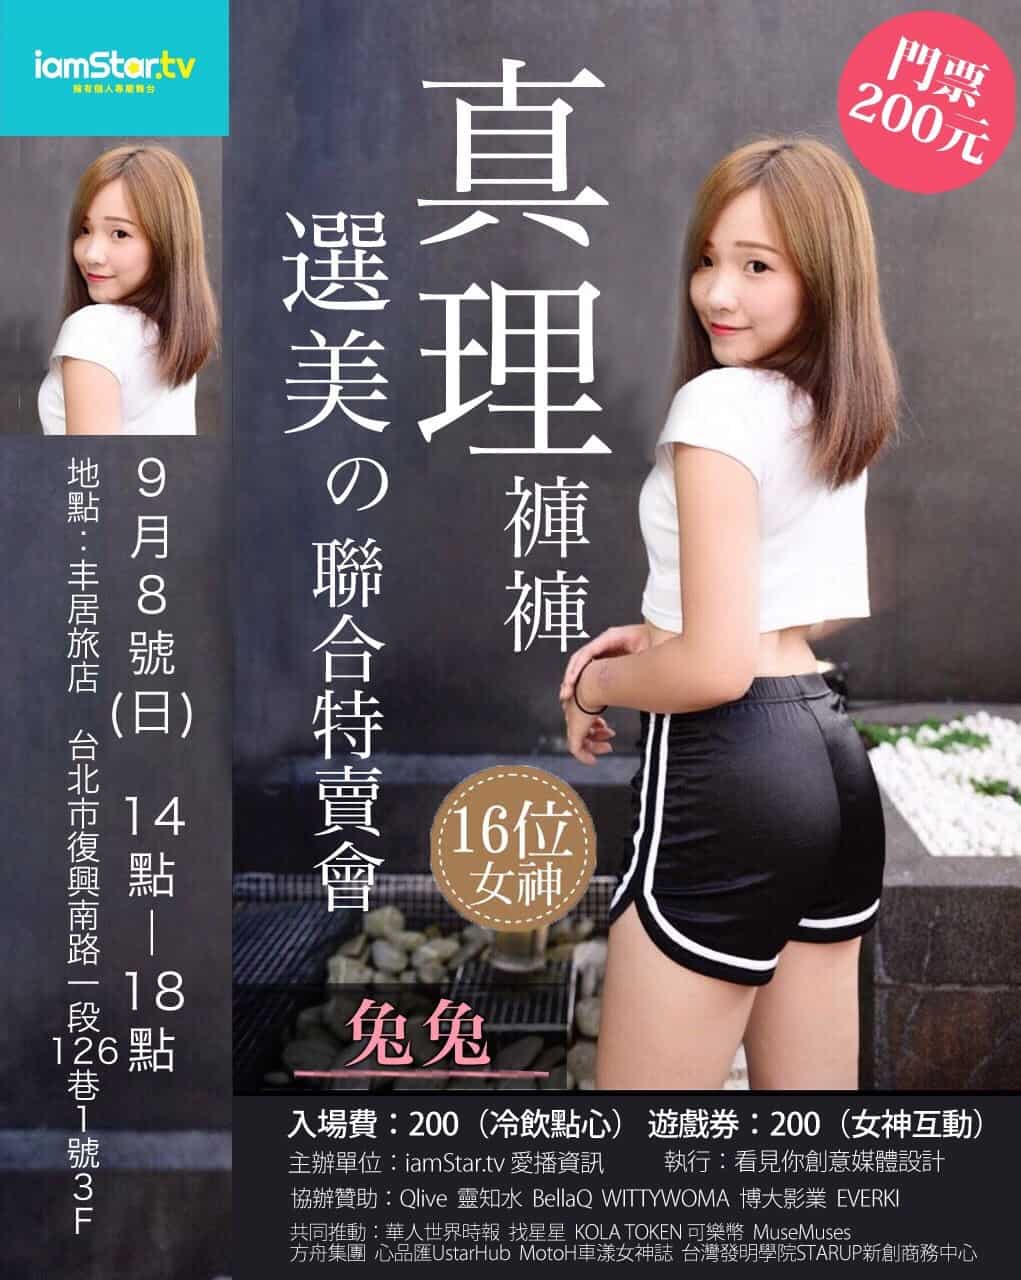 iamStar.tv
擁有個人專屬舞台
門票
200元
真理
褲褲
選美の聯合特賣會
16位
女神
兔兔
9月8號(日) 14點—18點
地點:丰居旅店 台北市復興南路一段126巷1號3F
入場費:200(冷飲點心) 遊戲券:200(女神互動)
主辦單位:iamStar.tv 愛播資訊 執行:看見你創意媒體設計
協辦贊助:Qlive 靈知水 BellaQ WITTYWOMA 博大影業 EVERKI
共同推動:華人世界時報 找星星 KOLA TOKEN 可樂幣 MuseMuses
方舟集團 心品匯UstarHub MotoH車漾女神誌 台灣發明學院STARUP新創商務中心